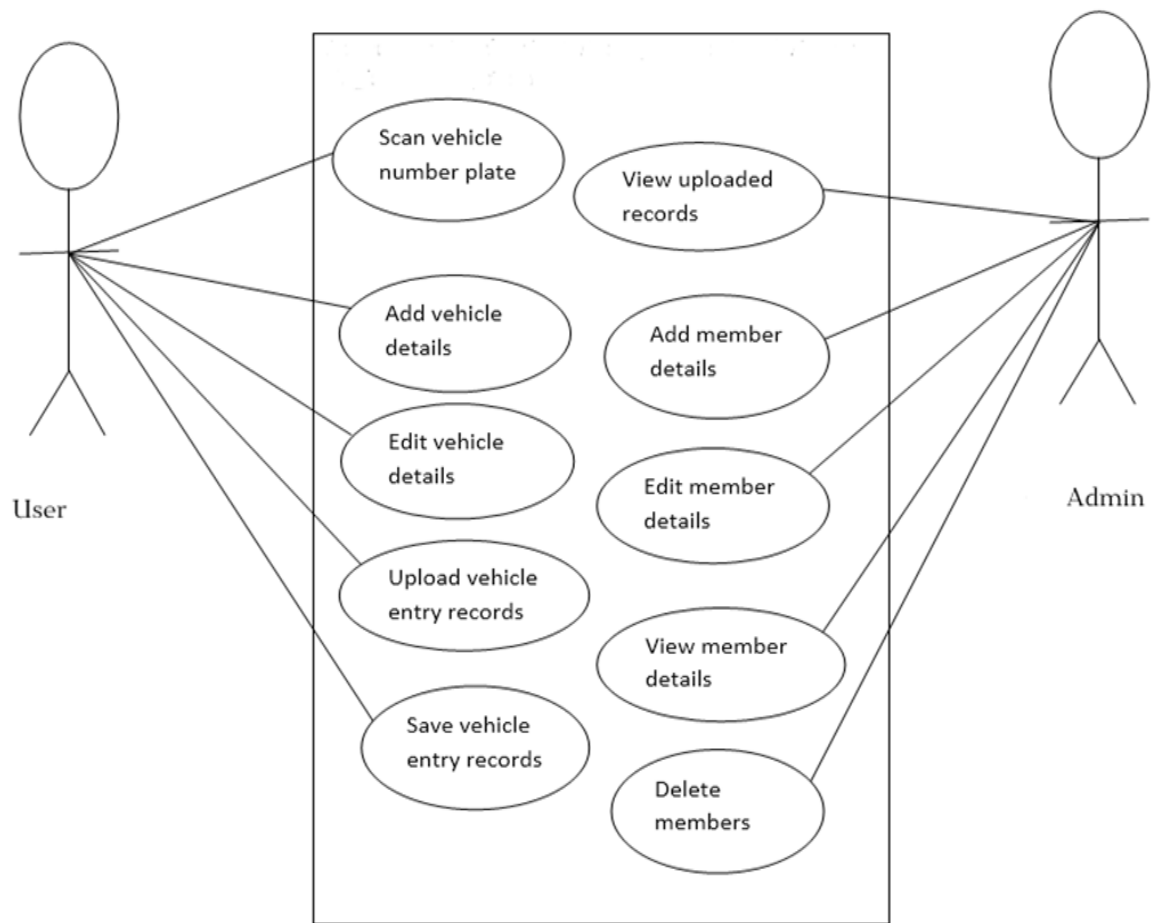 Scan vehicle
number plate
View uploaded
records
Add vehicle
details
Add member
details
Edit vehicle
details
Edit member
details
User
Admin
Upload vehicle
entry records
View member
details
Save vehicle
entry records
Delete
members